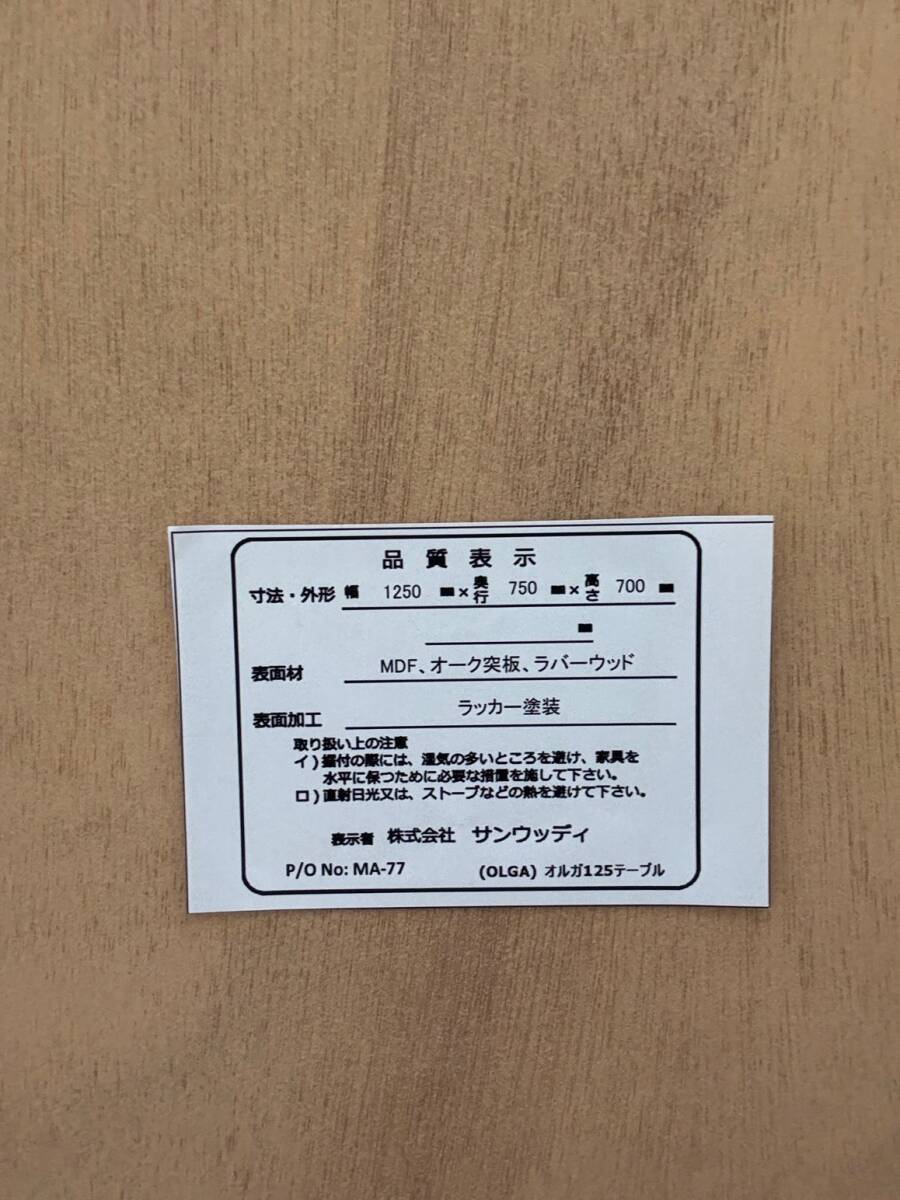 品質表示
寸法・外形 幅 1250 ㎜×奥行 750 ㎜×高さ 700 ㎜
㎜
表面材 MDF、オーク突板、ラバーウッド
表面加工 ラッカー塗装
取り扱い上の注意
イ)据付の際には、湿気の多いところを避け、家具を
水平に保つために必要な措置を施して下さい。
ロ)直射日光又は、ストーブなどの熱を避けて下さい。
表示者 株式会社 サンウッディ
P/O No: MA-77 (OLGA) オルガ125テーブル